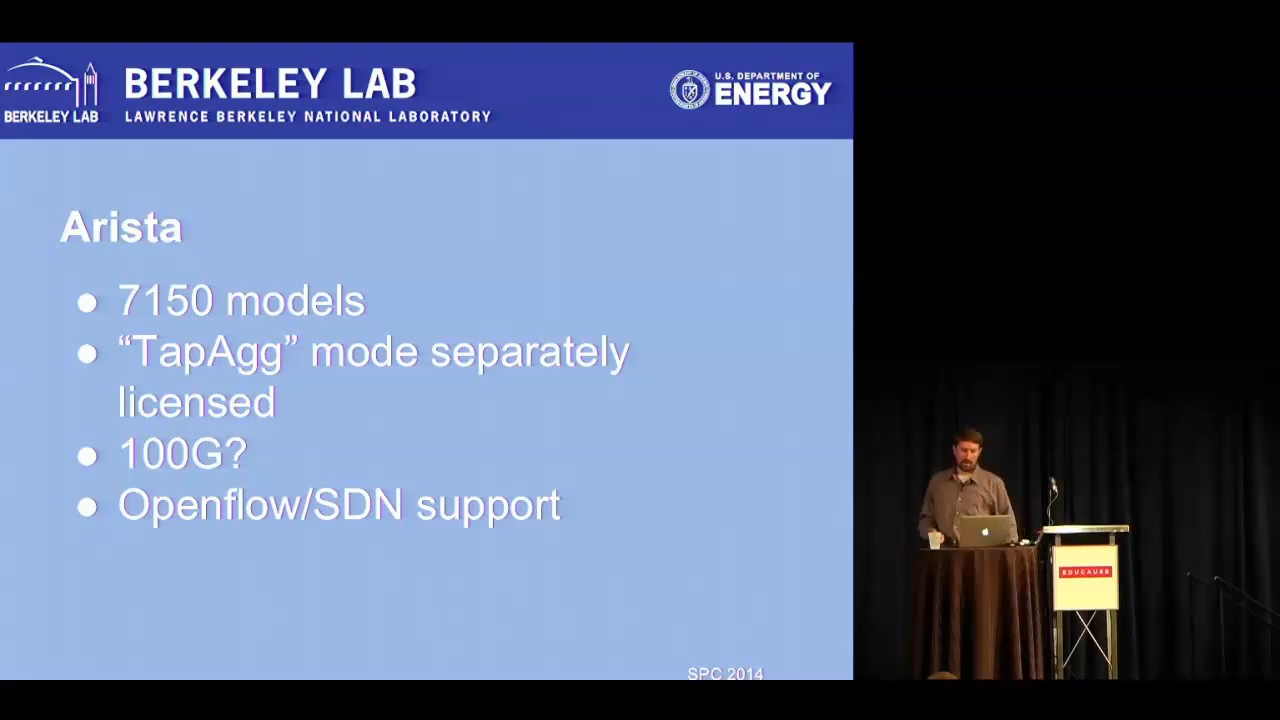 BERKELEY LAB
BERKELEY LAB
LAWRENCE BERKELEY NATIONAL LABORATORY
U.S. DEPARTMENT OF
ENERGY
Arista
● 7150 models
● “TapAgg” mode separately
licensed
● 100G?
● Openflow/SDN support
SPC 2014
EDUCAUSE